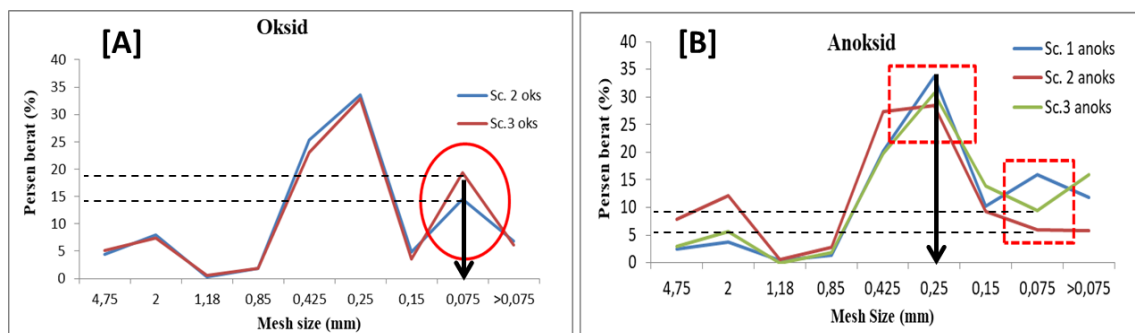 [A]
Oksid
Persen berat (%)
40
35
30
25
20
15
10
5
0
4,75 2 1,18 0,85 0,425 0,25 0,15 0,075 >0,075
Mesh size (mm)
Sc. 2 oks
Sc.3 oks
[B]
Anoksid
Persen berat (%)
40
35
30
25
20
15
10
5
0
4,75 2 1,18 0,85 0,425 0,25 0,15 0,075 >0,075
Mesh Size (mm)
Sc. 1 anoks
Sc. 2 anoks
Sc.3 anoks